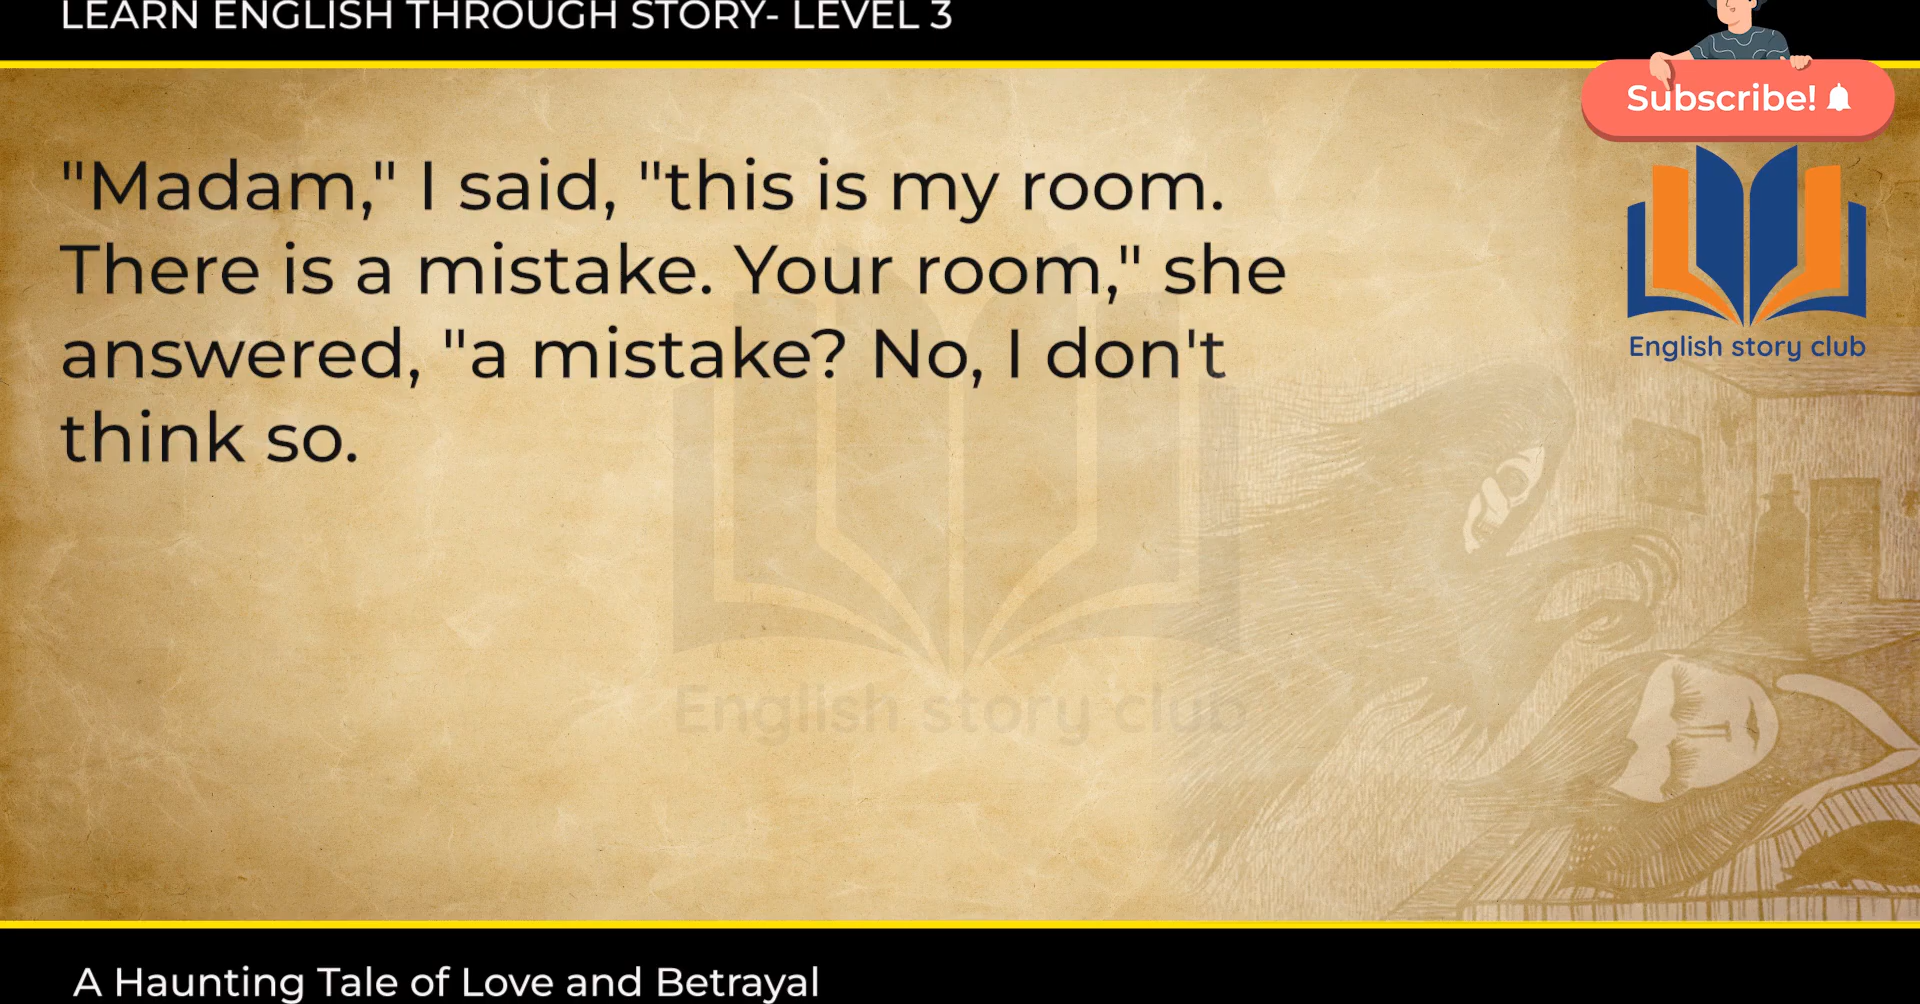 LEARN ENGLISH THROUGH STORY- LEVEL 3
Subscribe!
"Madam," I said, "this is my room.
There is a mistake. Your room," she
answered, "a mistake? No, I don't
think so.
English story club
English story club
A Haunting Tale of Love and Betrayal